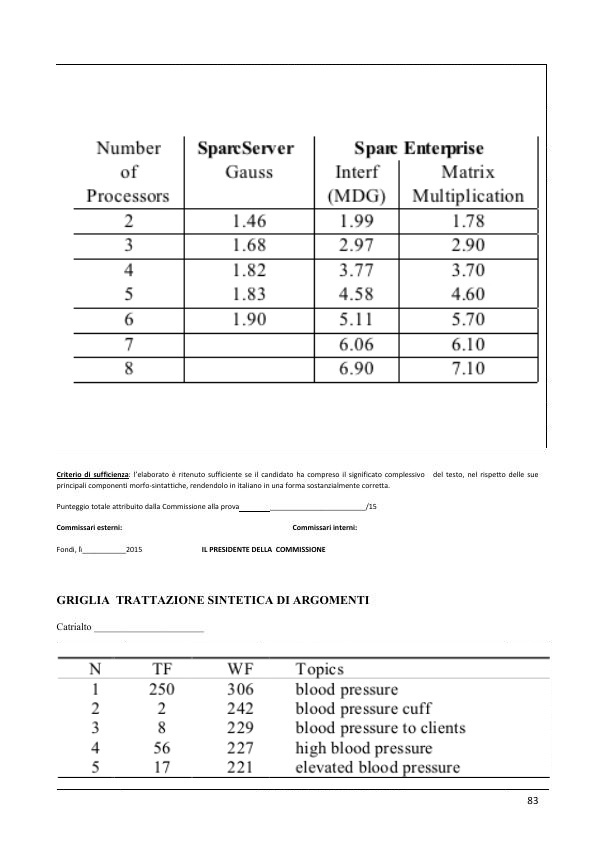 Number SparcServer Sparc Enterprise
of Gauss Interf Matrix
Processors (MDG) Multiplication
2 1.46 1.99 1.78
3 1.68 2.97 2.90
4 1.82 3.77 3.70
5 1.83 4.58 4.60
6 1.90 5.11 5.70
7 6.06 6.10
8 6.90 7.10
Criterio di sufficienza: l'elaborato è ritenuto sufficiente se il candidato ha compreso il significato complessivo del testo, nel rispetto delle sue
principali componenti morfo-sintattiche, rendendolo in italiano in una forma sostanzialmente corretta.
Punteggio totale attribuito dalla Commissione alla prova______________________________/15
Commissari esterni: Commissari interni:
Fondi, lì___________2015 IL PRESIDENTE DELLA COMMISSIONE
GRIGLIA TRATTAZIONE SINTETICA DI ARGOMENTI
Catrialto ______________________
N TF WF Topics
1 250 306 blood pressure
2 2 242 blood pressure cuff
3 8 229 blood pressure to clients
4 56 227 high blood pressure
5 17 221 elevated blood pressure
83